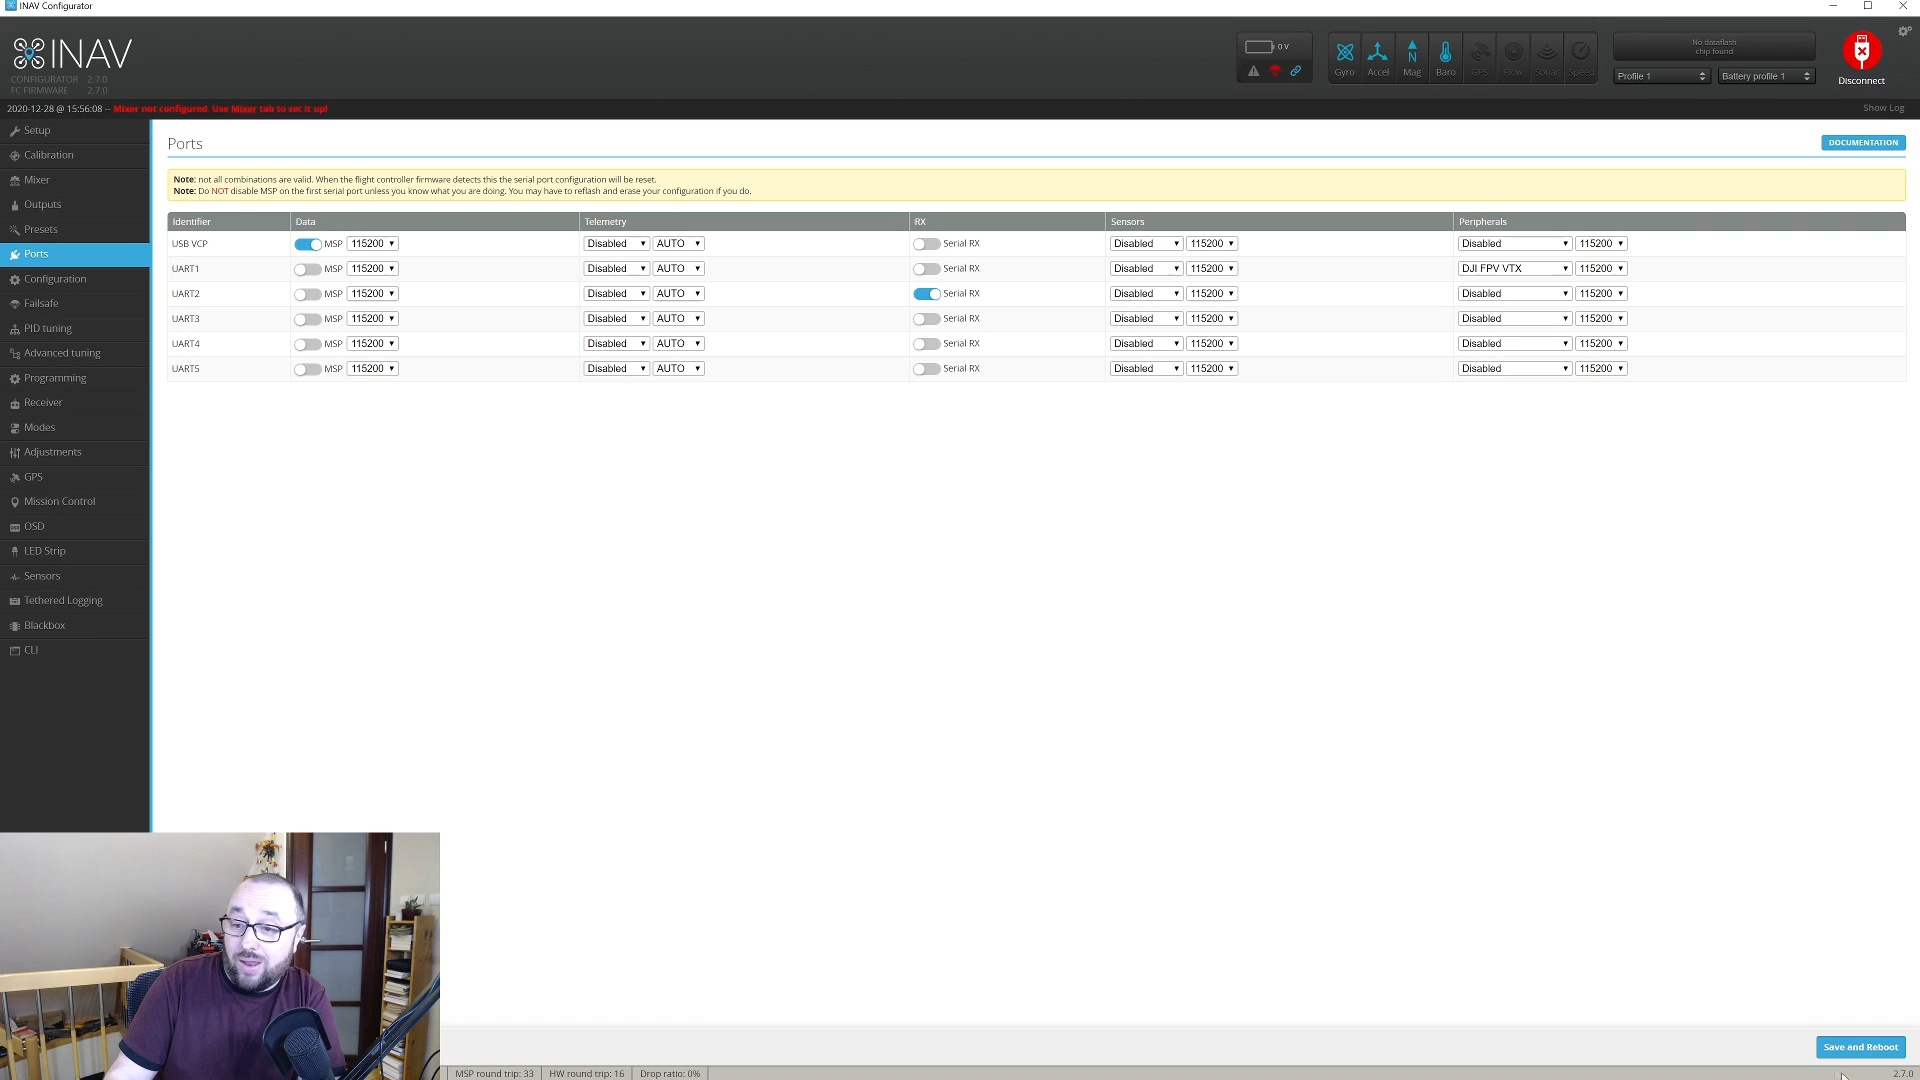 INAV Configurator
INAV
CONFIGURATOR 2.7.0
FC FIRMWARE 2.7.0
0 V
Gyro Accel Mag Baro GPS Flow Sonar Speed
No dataflash
chip found
Profile 1 Battery profile 1
Disconnect
2020-12-28 @ 15:56:08 -- Mixer not configured. Use Mixer tab to set it up!
Show Log
Setup
Calibration
Mixer
Outputs
Presets
Ports
Configuration
Failsafe
PID tuning
Advanced tuning
Programming
Receiver
Modes
Adjustments
GPS
Mission Control
OSD
LED Strip
Sensors
Tethered Logging
Blackbox
CLI
Ports
DOCUMENTATION
Note: not all combinations are valid. When the flight controller firmware detects this the serial port configuration will be reset.
Note: Do NOT disable MSP on the first serial port unless you know what you are doing. You may have to reflash and erase your configuration if you do.
Identifier Data Telemetry RX Sensors Peripherals
USB VCP MSP 115200 Disabled AUTO Serial RX Disabled 115200 Disabled 115200
UART1 MSP 115200 Disabled AUTO Serial RX Disabled 115200 DJI FPV VTX 115200
UART2 MSP 115200 Disabled AUTO Serial RX Disabled 115200 Disabled 115200
UART3 MSP 115200 Disabled AUTO Serial RX Disabled 115200 Disabled 115200
UART4 MSP 115200 Disabled AUTO Serial RX Disabled 115200 Disabled 115200
UART5 MSP 115200 Disabled AUTO Serial RX Disabled 115200 Disabled 115200
Save and Reboot
MSP round trip: 33 HW round trip: 16 Drop ratio: 0%
2.7.0